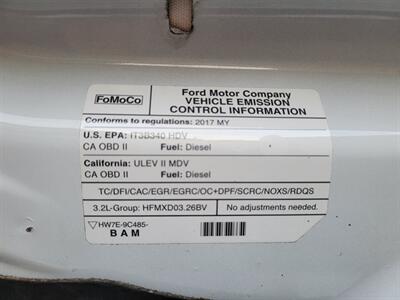 FoMoCo
Ford Motor Company
VEHICLE EMISSION
CONTROL INFORMATION
Conforms to regulations: 2017 MY
U.S. EPA: IT3B340 HDV
CA OBD II Fuel: Diesel
California: ULEV II MDV
CA OBD II Fuel: Diesel
TC/DFI/CAC/EGR/EGRC/OC+DPF/SCRC/NOXS/RDQS
3.2L-Group: HFMXD03.26BV No adjustments needed.
HW7E-9C485-
BAM